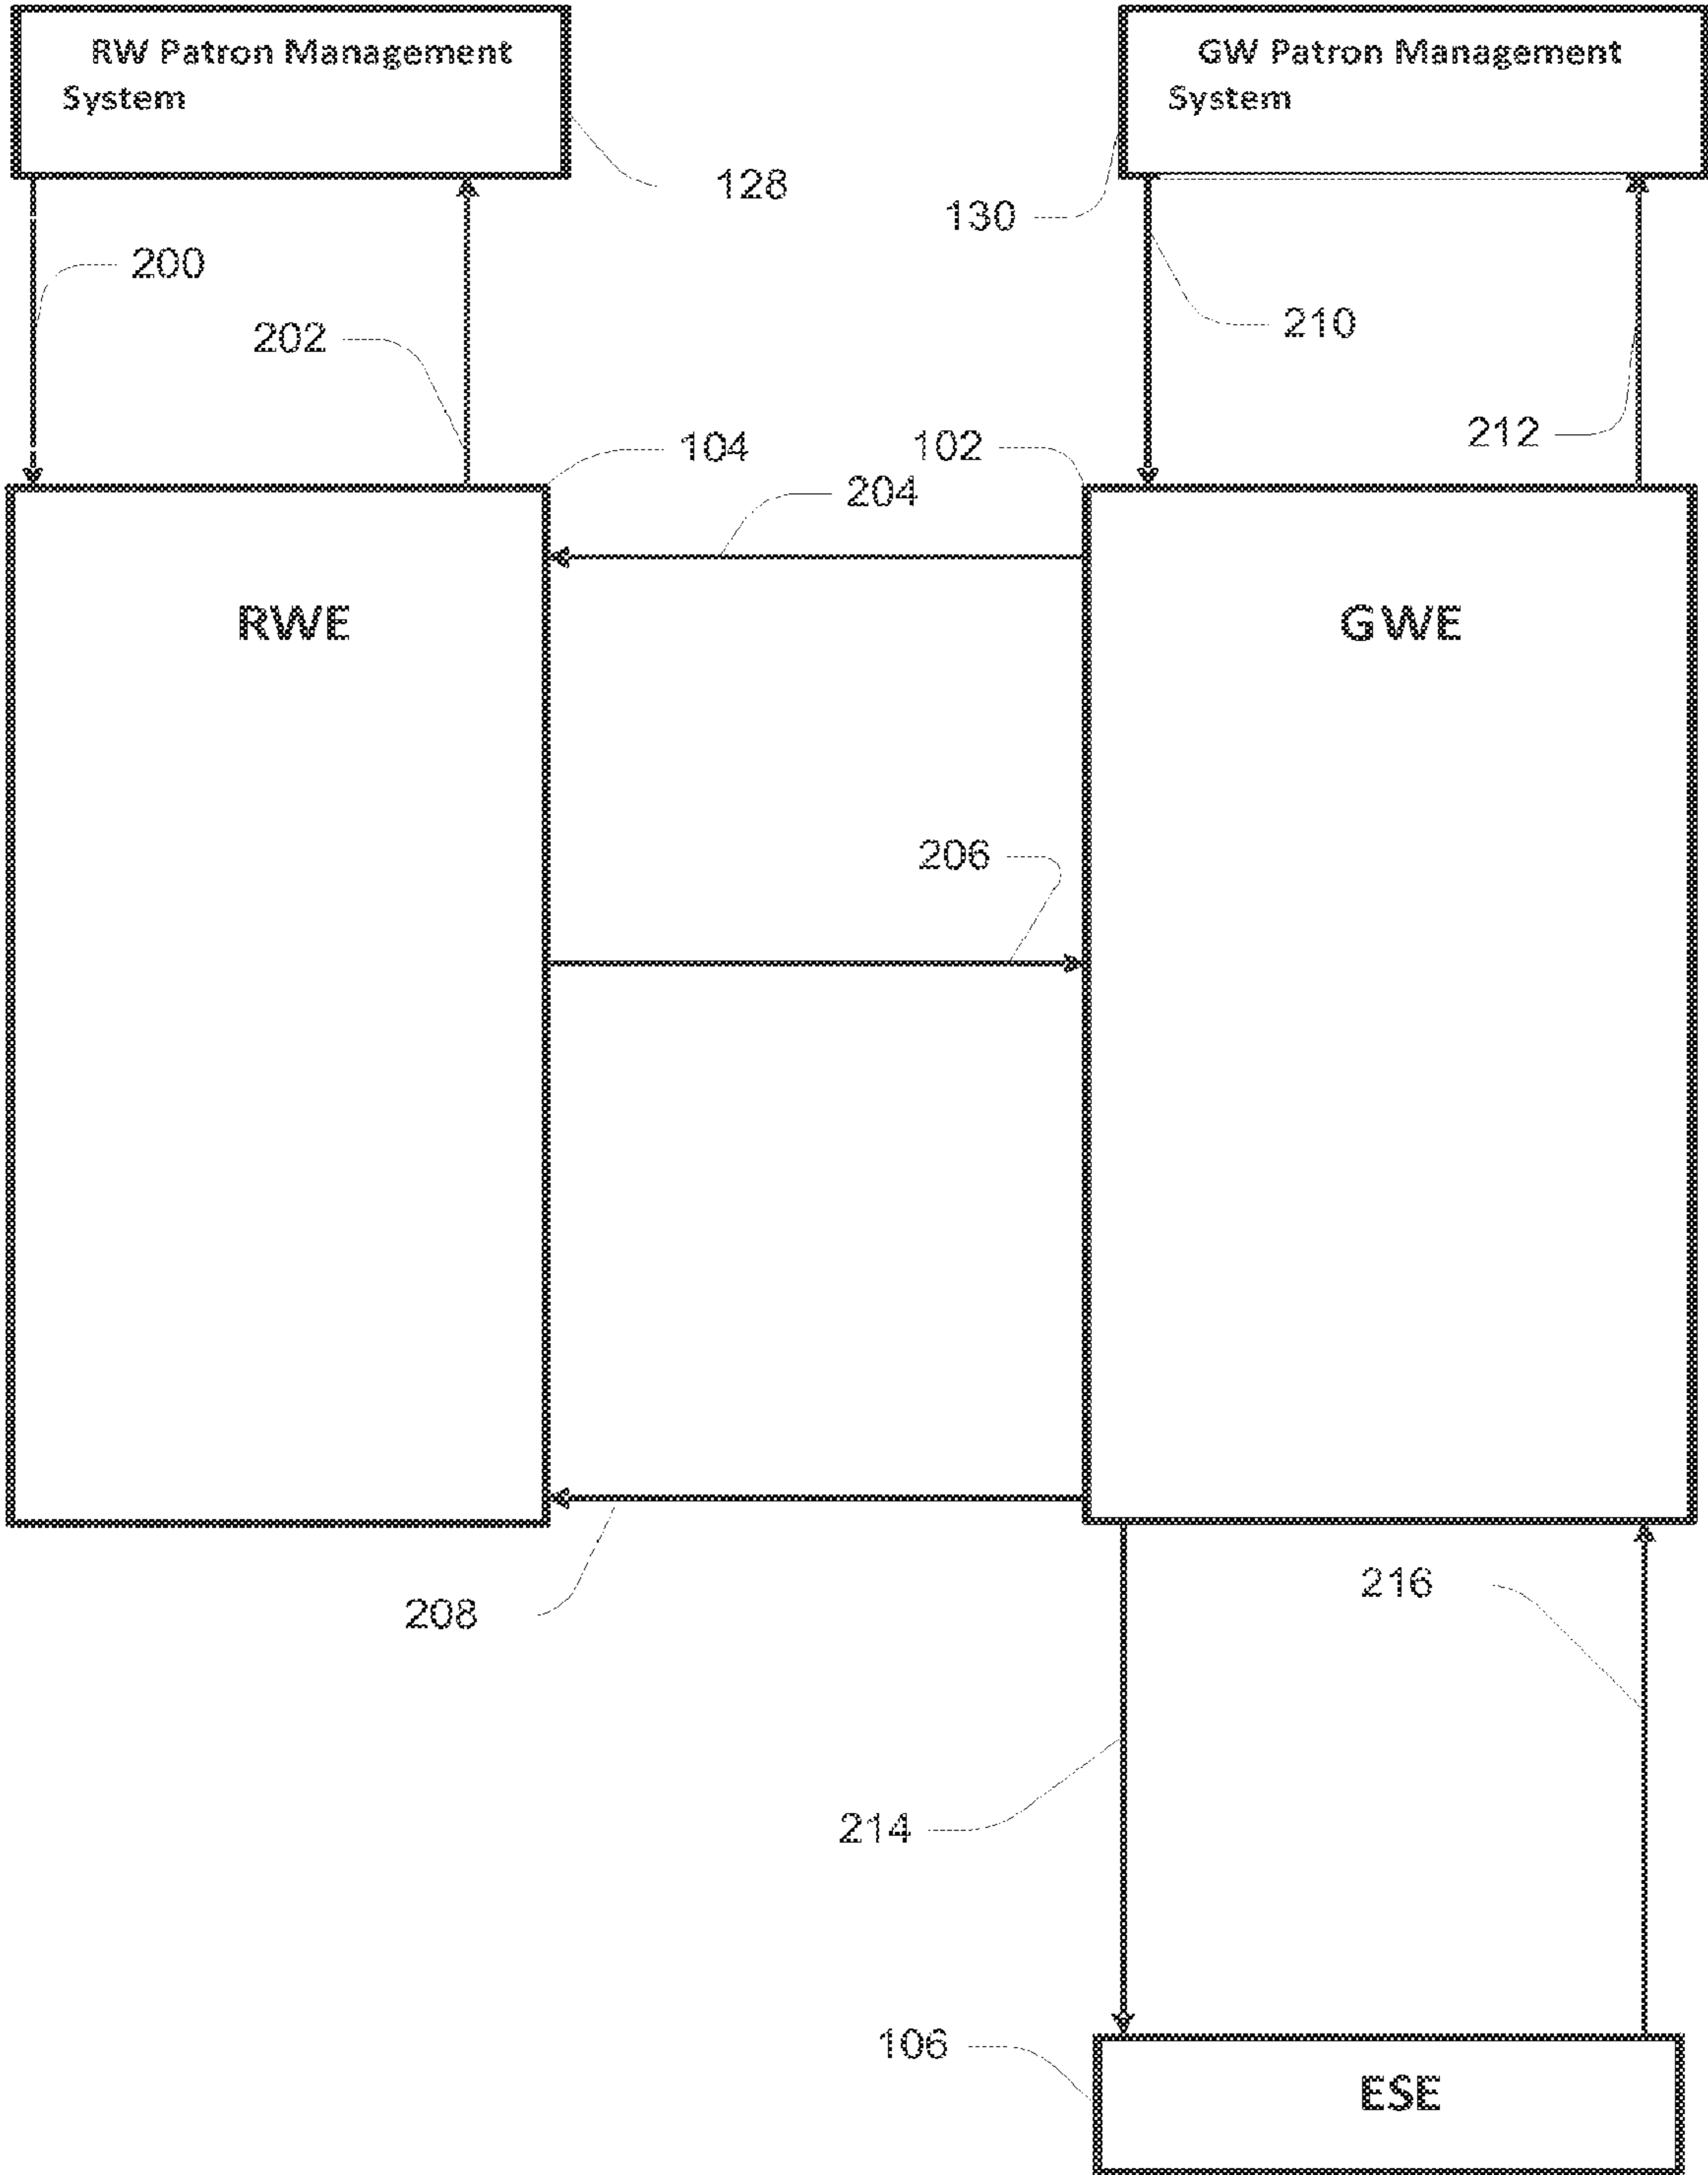 RW Patron Management
System
GW Patron Management
System
128
130
200
210
202
212
104
102
204
RWE
GWE
206
208
216
214
106
ESE